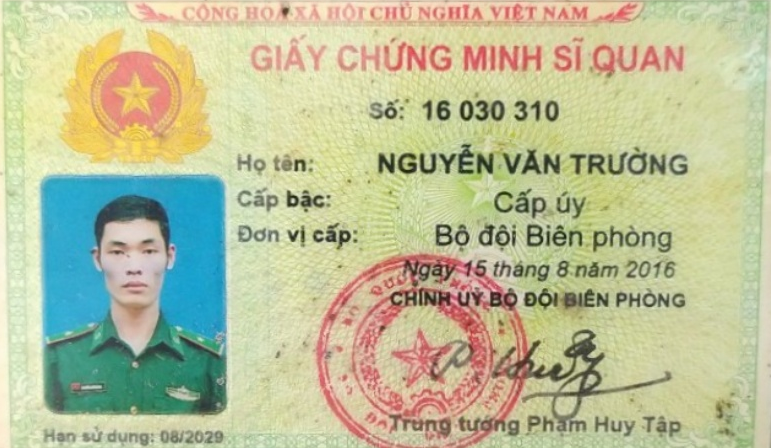 CỘNG HÒA XÃ HỘI CHỦ NGHĨA VIỆT NAM
GIẤY CHỨNG MINH SĨ QUAN
Số: 16 030 310
Họ tên: NGUYỄN VĂN TRƯỜNG
Cấp bậc: Cấp úy
Đơn vị cấp: Bộ đội Biên phòng
Ngày 15 tháng 8 năm 2016
CHÍNH UỶ BỘ ĐỘI BIÊN PHÒNG
Trung tướng Phạm Huy Tập
Hạn sử dụng: 08/2029